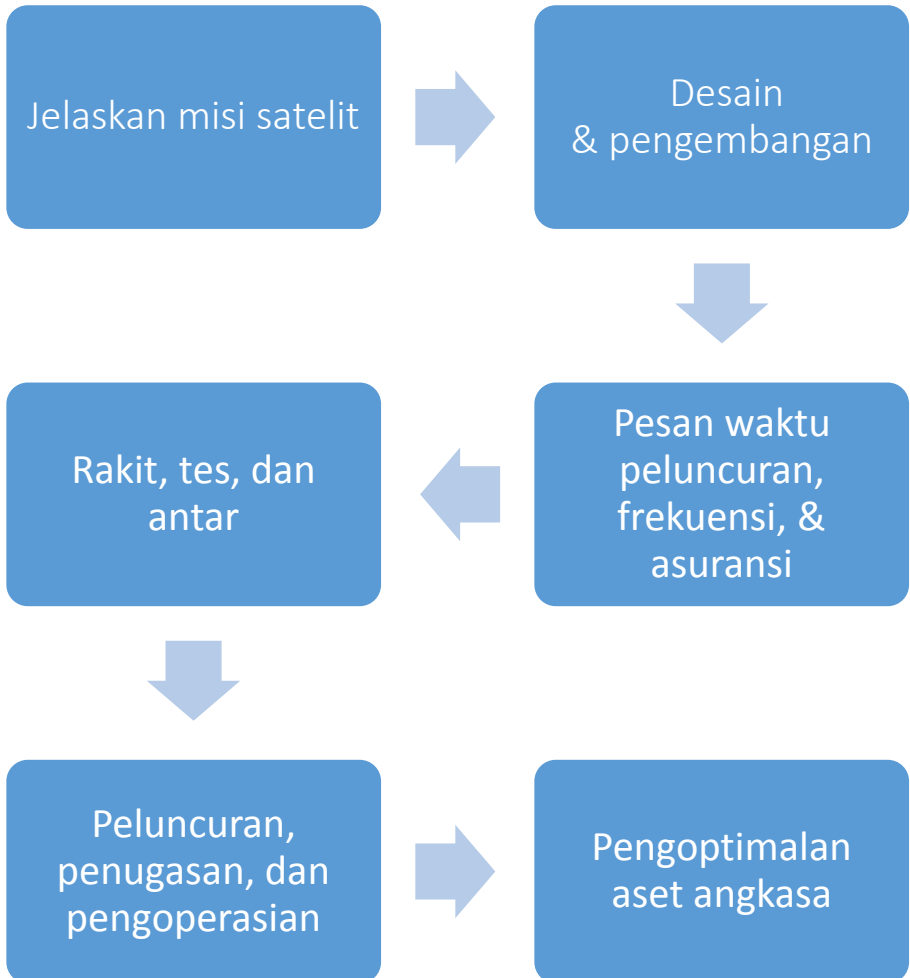 Jelaskan misi satelit
Desain
& pengembangan
Pesan waktu
peluncuran,
frekuensi, &
asuransi
Rakit, tes, dan
antar
Peluncuran,
penugasan, dan
pengoperasian
Pengoptimalan
aset angkasa